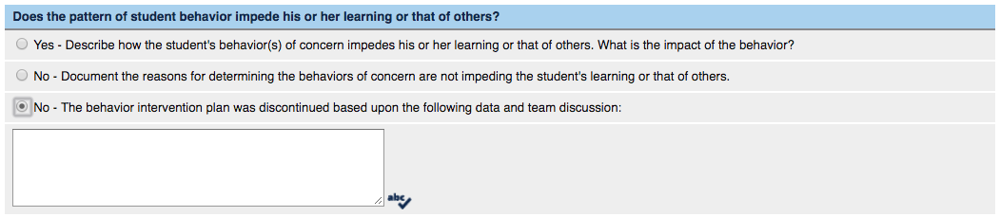 Does the pattern of student behavior impede his or her learning or that of others?
Yes - Describe how the student's behavior(s) of concern impedes his or her learning or that of others. What is the impact of the behavior?
No - Document the reasons for determining the behaviors of concern are not impeding the student's learning or that of others.
No - The behavior intervention plan was discontinued based upon the following data and team discussion:
abc